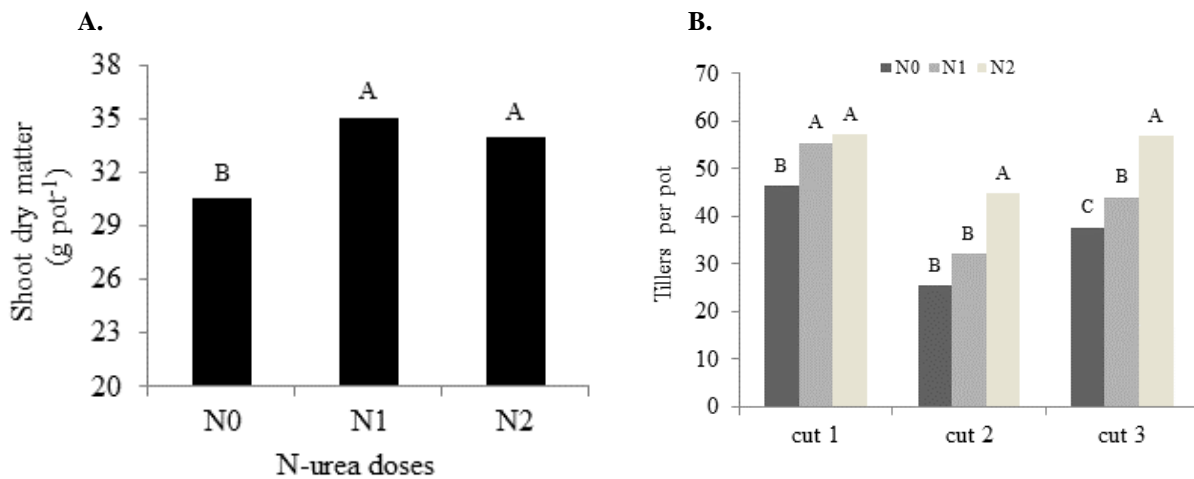 A.
38
35
32
29
26
23
20
Shoot dry matter
(g pot-1)
B
A
A
N0
N1
N2
N-urea doses
B.
N0 N1 N2
70
60
50
40
30
20
10
0
Tillers per pot
B
A
A
B
B
A
C
B
A
cut 1
cut 2
cut 3